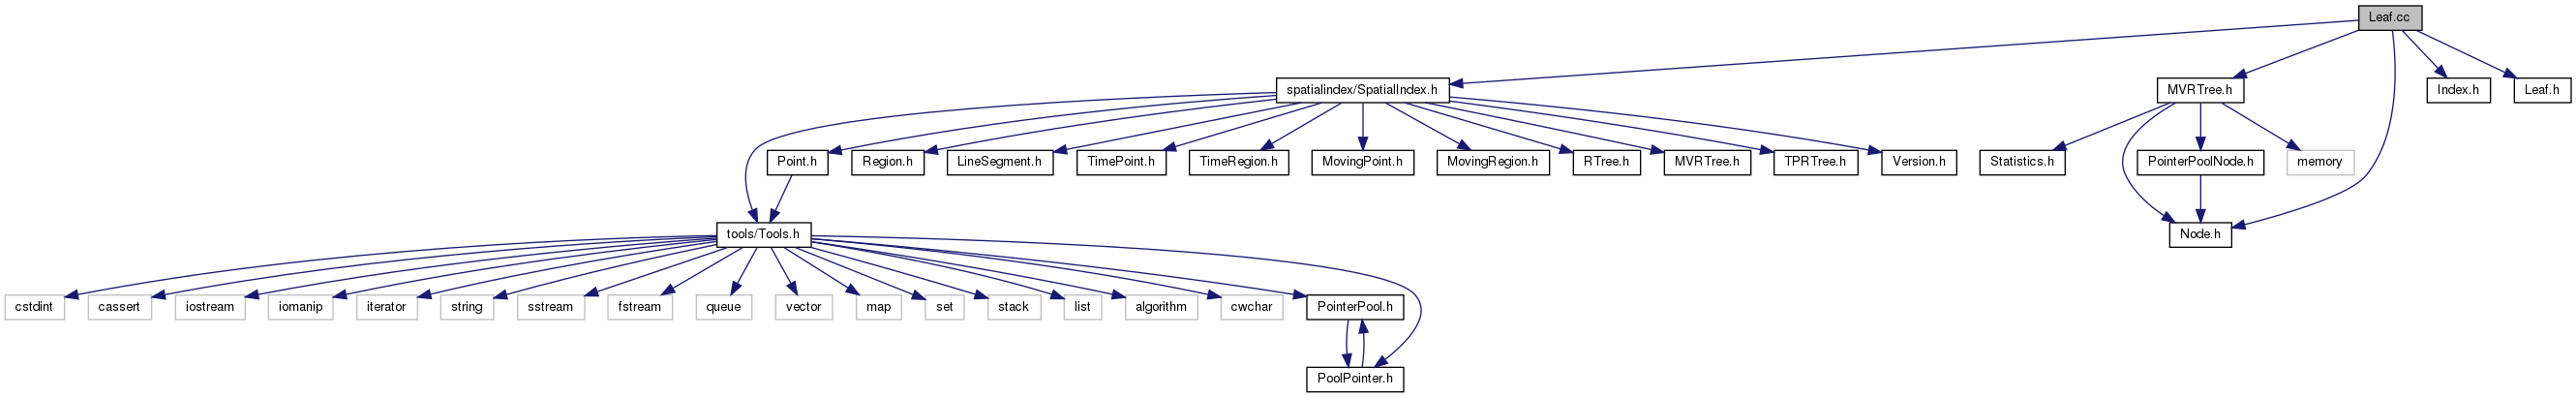 Leaf.cc
spatialindex/SpatialIndex.h
MVRTree.h
Index.h
Leaf.h
Point.h
Region.h
LineSegment.h
TimePoint.h
TimeRegion.h
MovingPoint.h
MovingRegion.h
RTree.h
MVRTree.h
TPRTree.h
Version.h
Statistics.h
PointerPoolNode.h
memory
tools/Tools.h
Node.h
cstdint
cassert
iostream
iomanip
iterator
string
sstream
fstream
queue
vector
map
set
stack
list
algorithm
cwchar
PointerPool.h
PoolPointer.h